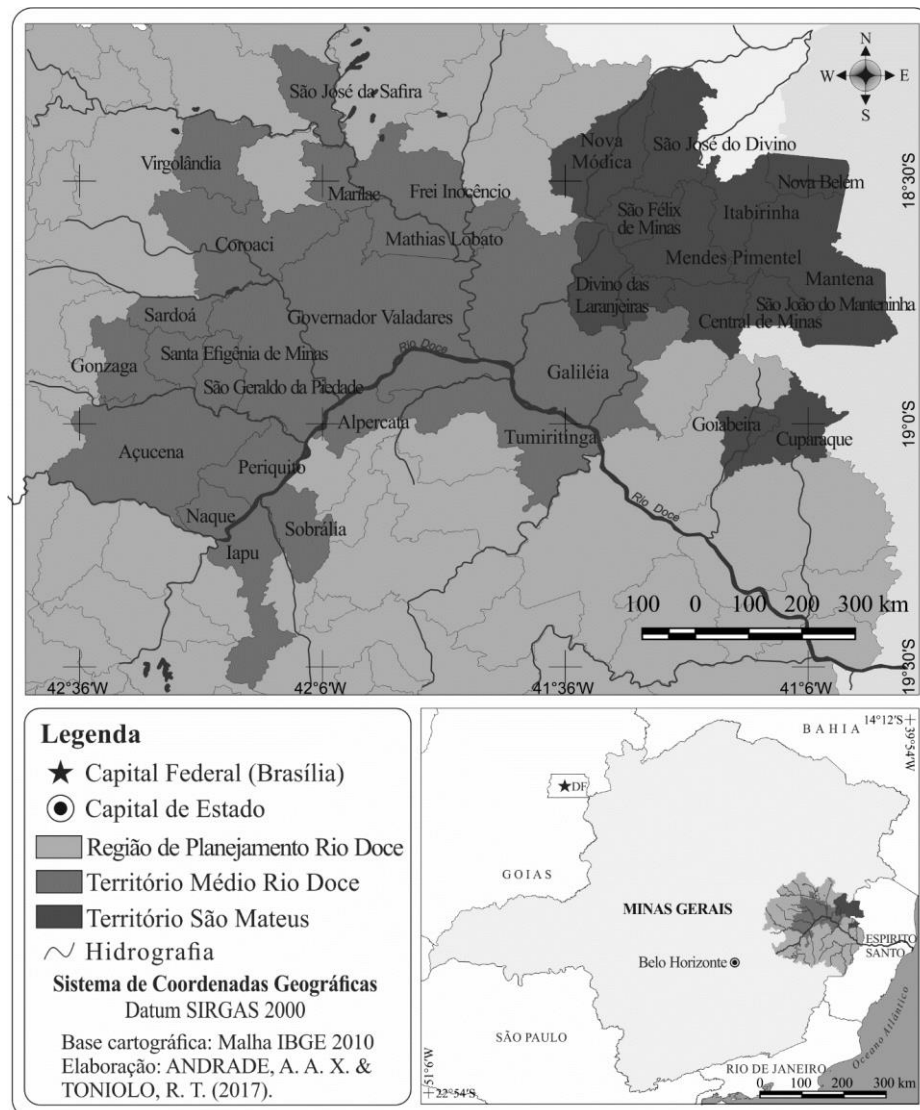 N
W E
S
São José da Safira
Nova
Módica
São José do Divino
Virgolândia
Marilac
Frei Inocêncio
Nova Belém
18°30'S
São Félix
de Minas
Itabirinha
Coroaci
Mathias Lobato
Mendes Pimentel
Mantena
Divino das
Laranjeiras
São João do Manteninha
Sardoá
Governador Valadares
Central de Minas
Santa Efigênia de Minas
Rio Doce
Gonzaga
Galiléia
São Geraldo da Piedade
Alpercata
Goiabeira
19°0'S
Tumiritinga
Cuparaque
Açucena
Periquito
Rio Doce
Naque
Sobrália
Iapu
100 0 100 200 300 km
19°30'S
42°36'W 42°6'W 41°36'W 41°6'W
Legenda
Capital Federal (Brasília)
Capital de Estado
Região de Planejamento Rio Doce
Território Médio Rio Doce
Território São Mateus
Hidrografia
Sistema de Coordenadas Geográficas
Datum SIRGAS 2000
Base cartográfica: Malha IBGE 2010
Elaboração: ANDRADE, A. A. X. &
TONIOLO, R. T. (2017).
14°12'S
39°54'W
BAHIA
DF
GOIAS
MINAS GERAIS
ESPIRITO
SANTO
Belo Horizonte
Oceano Atlântico
SÃO PAULO
RIO DE JANEIRO
51°6'W
22°54'S
0 100 200 300 km